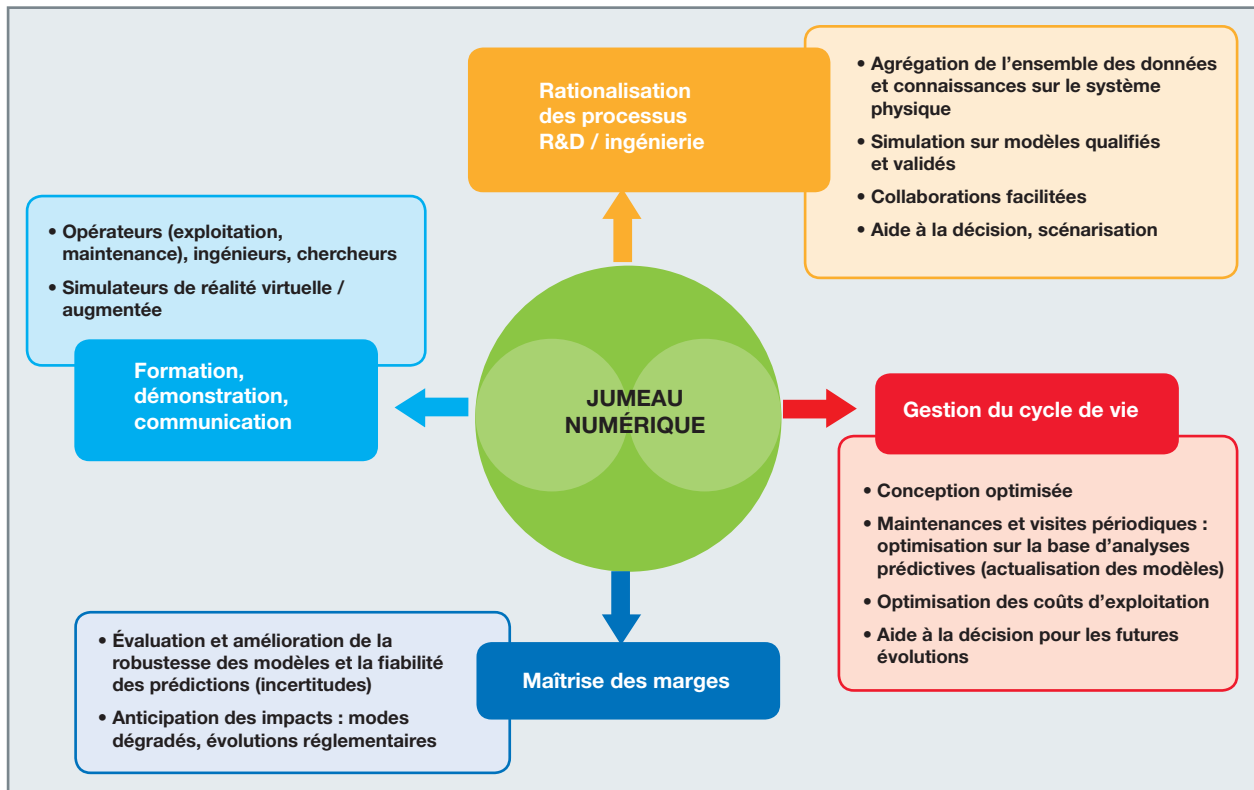 Rationalisation
des processus
R&D / ingénierie
• Agrégation de l’ensemble des données
et connaissances sur le système
physique
• Simulation sur modèles qualifiés
et validés
• Collaborations facilitées
• Aide à la décision, scénarisation
• Opérateurs (exploitation,
maintenance), ingénieurs, chercheurs
• Simulateurs de réalité virtuelle /
augmentée
Formation,
démonstration,
communication
JUMEAU
NUMÉRIQUE
Gestion du cycle de vie
• Conception optimisée
• Maintenances et visites périodiques :
optimisation sur la base d’analyses
prédictives (actualisation des modèles)
• Optimisation des coûts d’exploitation
• Aide à la décision pour les futures
évolutions
• Évaluation et amélioration de la
robustesse des modèles et la fiabilité
des prédictions (incertitudes)
• Anticipation des impacts : modes
dégradés, évolutions réglementaires
Maîtrise des marges